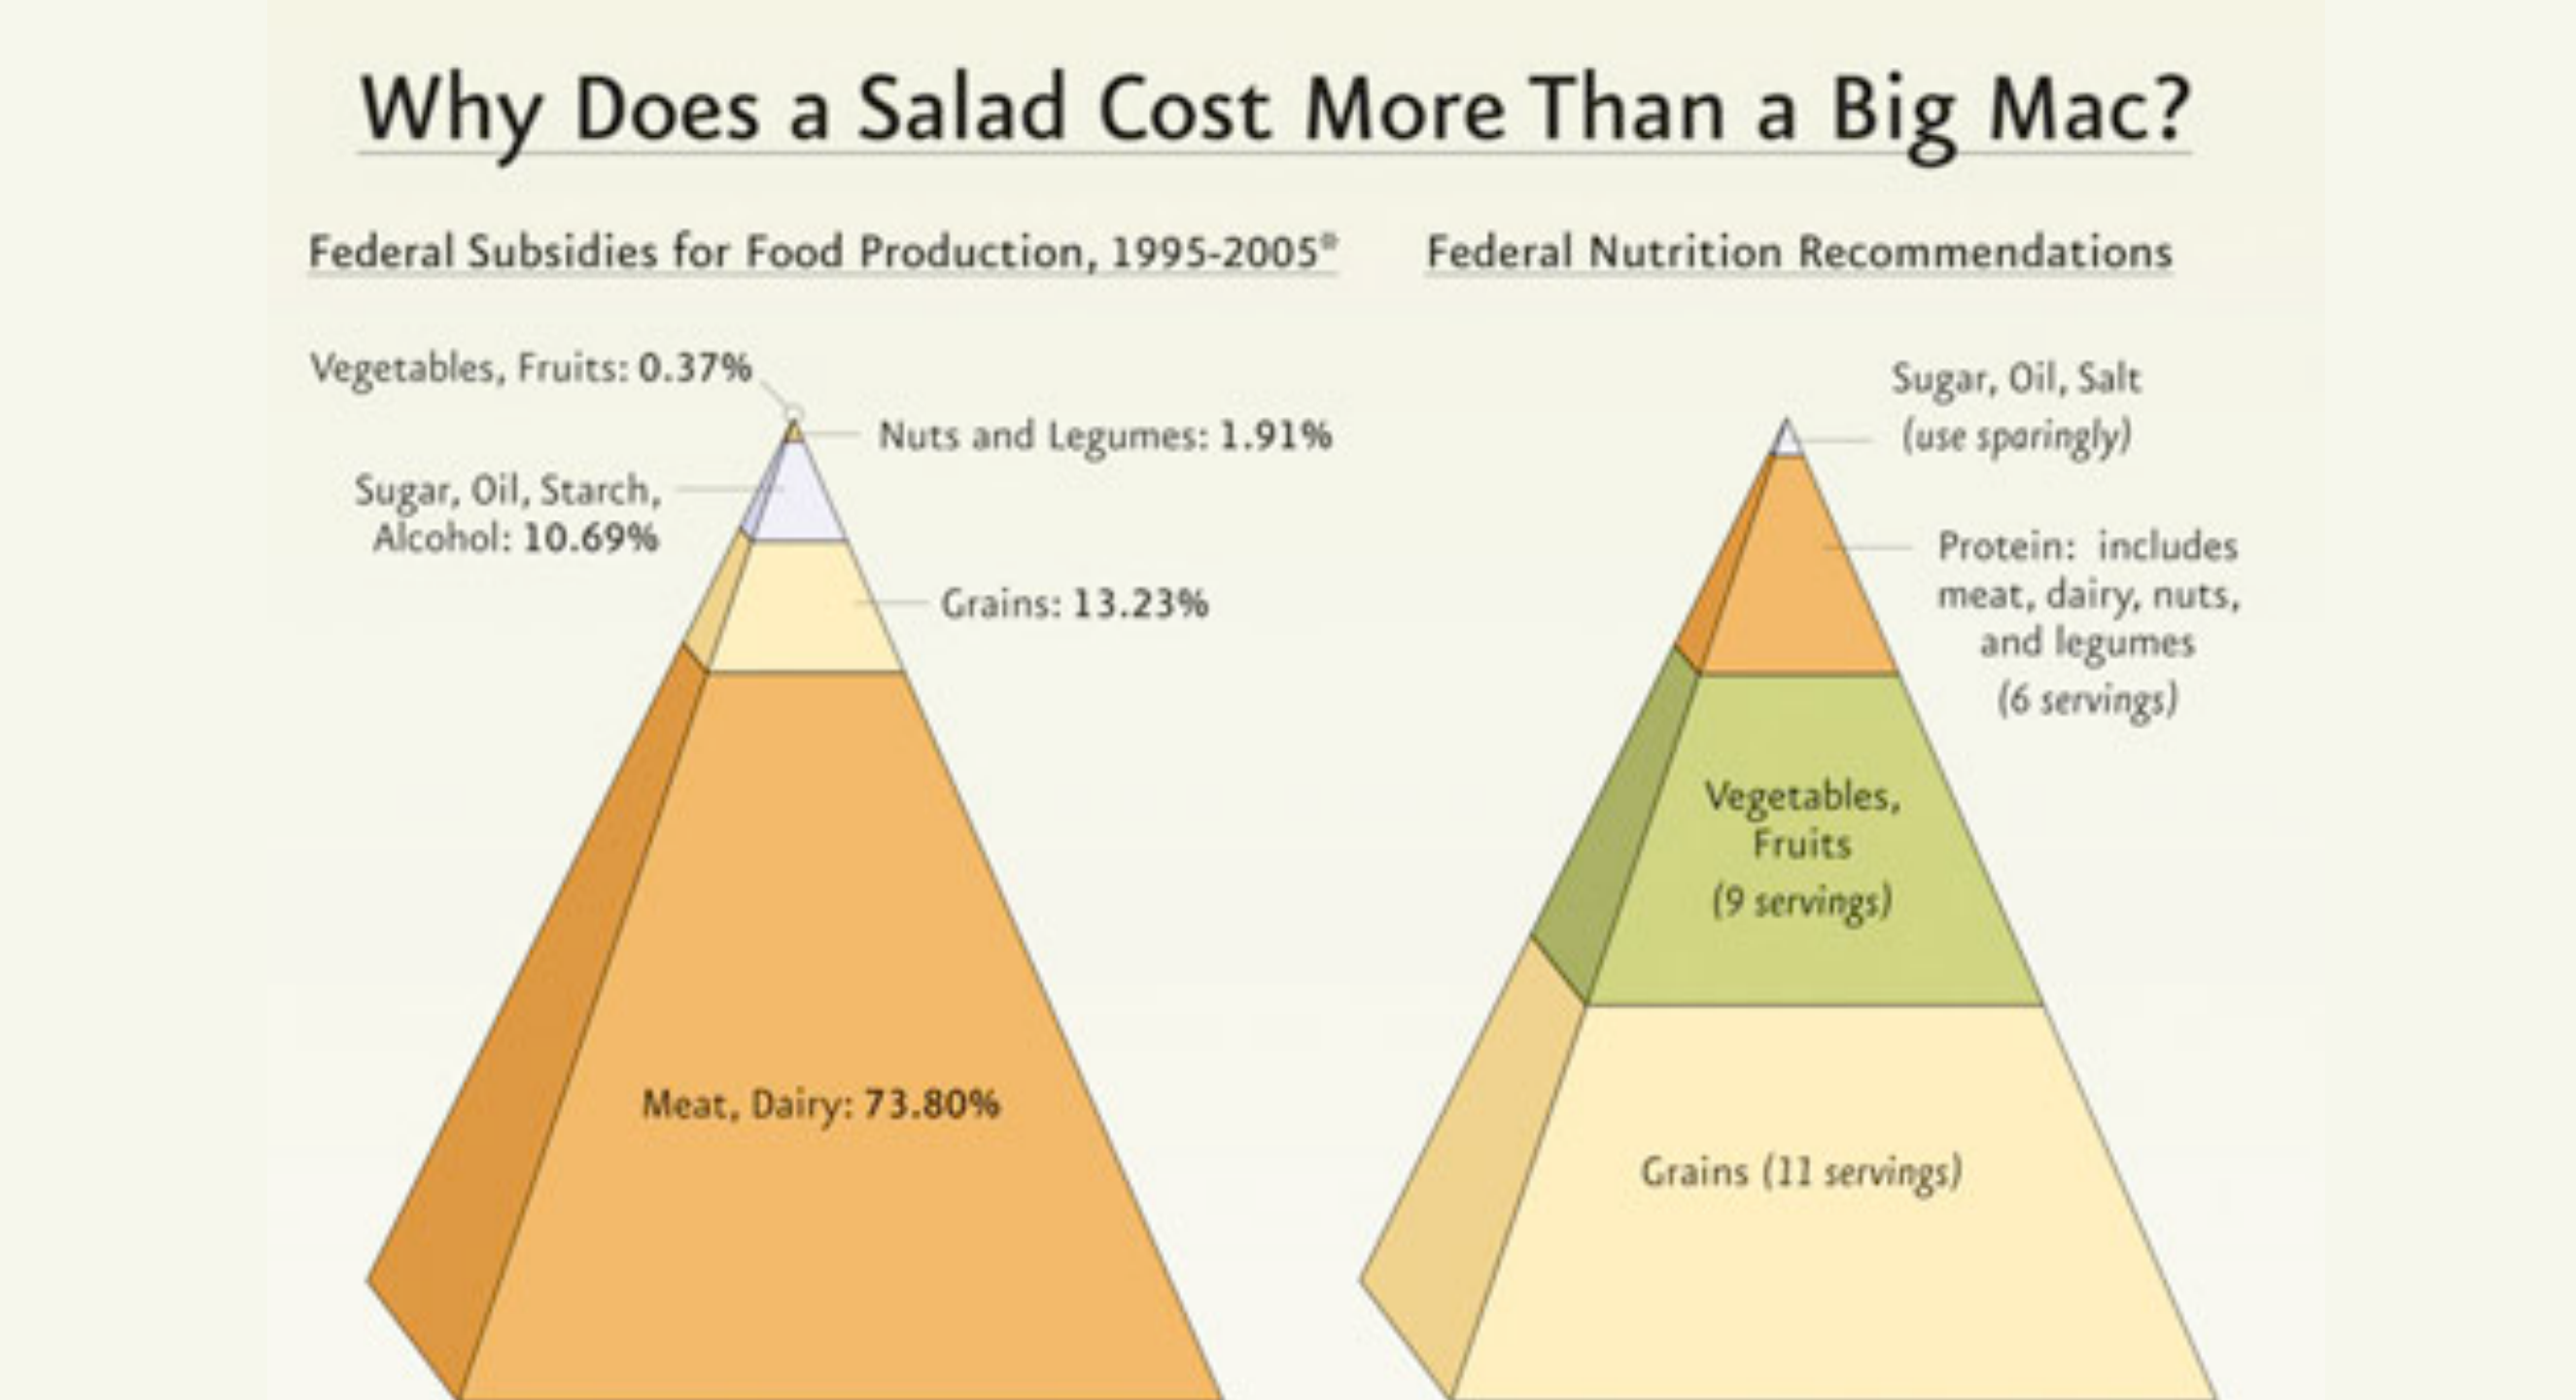 Why Does a Salad Cost More Than a Big Mac?
Federal Subsidies for Food Production, 1995-2005*
Vegetables, Fruits: 0.37%
Nuts and Legumes: 1.91%
Sugar, Oil, Starch,
Alcohol: 10.69%
Grains: 13.23%
Meat, Dairy: 73.80%
Federal Nutrition Recommendations
Sugar, Oil, Salt
(use sparingly)
Protein: includes
meat, dairy, nuts,
and legumes
(6 servings)
Vegetables,
Fruits
(9 servings)
Grains (11 servings)